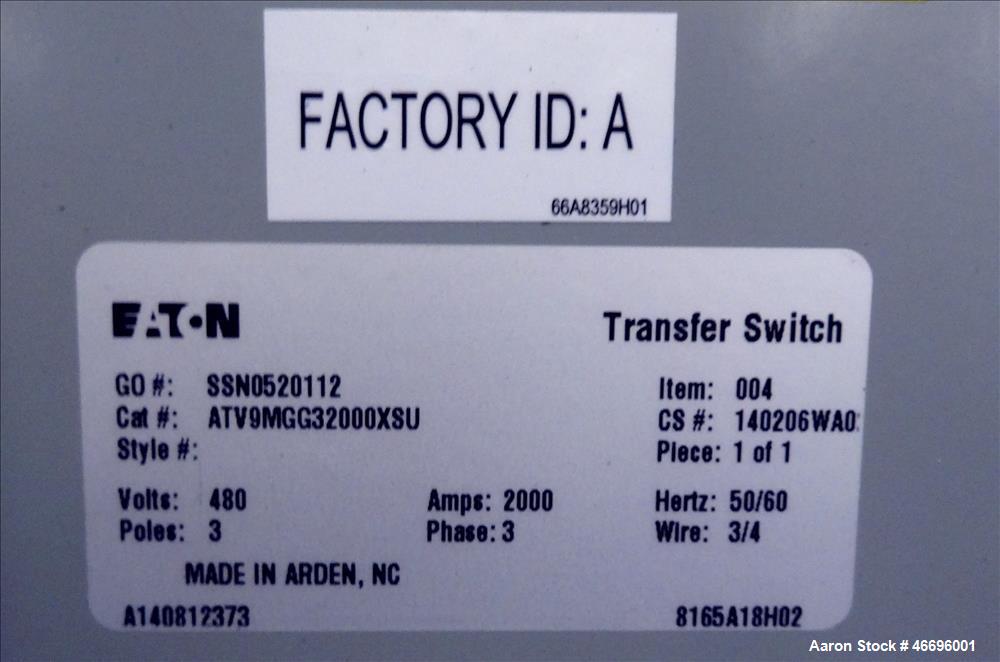 FACTORY ID: A
66A8359H01
EATON
Transfer Switch
GO #: SSN0520112
Item: 004
Cat #: ATV9MGG32000XSU
CS #:
Style #:
Piece: 1 of 1
Volts: 480
Amps: 2000
Hertz: 50/60
Poles: 3
Phase: 3
Wire: 3/4
MADE IN ARDEN, NC
A140812373
8165A18H02
Aaron Stock # 46696001